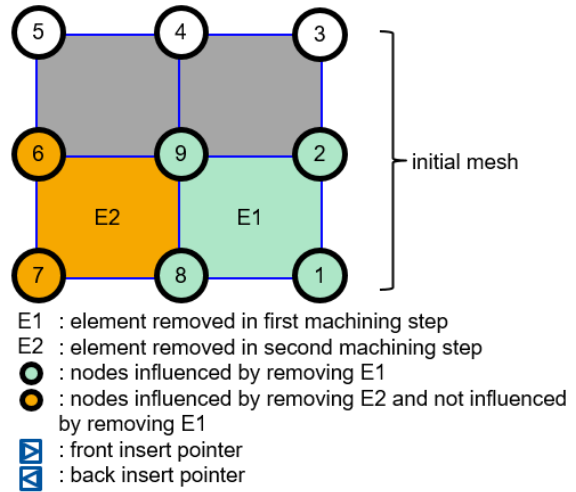 5 4 3
6 9 2
initial mesh
E2 E1
7 8 1
E1 : element removed in first machining step
E2 : element removed in second machining step
: nodes influenced by removing E1
: nodes influenced by removing E2 and not influenced
by removing E1
: front insert pointer
: back insert pointer